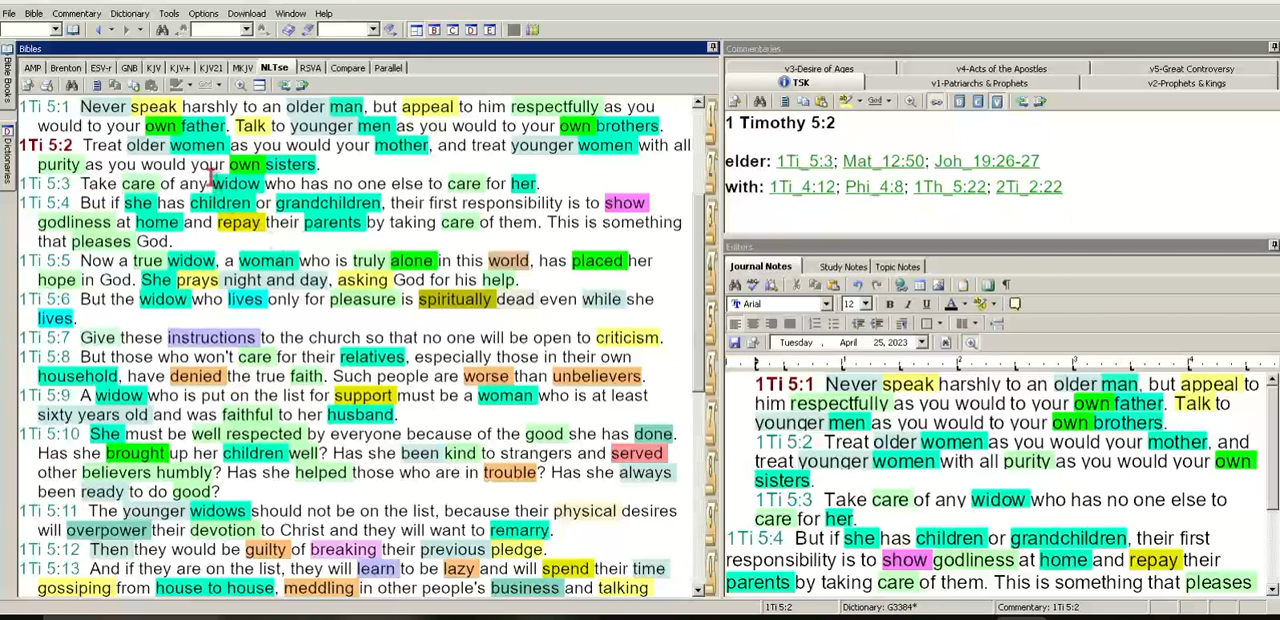 File Bible Commentary Dictionary Tools Options Download Window Help
B C D E
Bibles
AMP Brenton ESV-r GNB KJV KJV+ KJV21 MKJV NLTse RSVA Compare Parallel
Bible Books
Dictionaries
1Ti 5:1 Never speak harshly to an older man, but appeal to him respectfully as you
would to your own father. Talk to younger men as you would to your own brothers.
1Ti 5:2 Treat older women as you would your mother, and treat younger women with all
purity as you would your own sisters.
1Ti 5:3 Take care of any widow who has no one else to care for her.
1Ti 5:4 But if she has children or grandchildren, their first responsibility is to show
godliness at home and repay their parents by taking care of them. This is something
that pleases God.
1Ti 5:5 Now a true widow, a woman who is truly alone in this world, has placed her
hope in God. She prays night and day, asking God for his help.
1Ti 5:6 But the widow who lives only for pleasure is spiritually dead even while she
lives.
1Ti 5:7 Give these instructions to the church so that no one will be open to criticism.
1Ti 5:8 But those who won't care for their relatives, especially those in their own
household, have denied the true faith. Such people are worse than unbelievers.
1Ti 5:9 A widow who is put on the list for support must be a woman who is at least
sixty years old and was faithful to her husband.
1Ti 5:10 She must be well respected by everyone because of the good she has done.
Has she brought up her children well? Has she been kind to strangers and served
other believers humbly? Has she helped those who are in trouble? Has she always
been ready to do good?
1Ti 5:11 The younger widows should not be on the list, because their physical desires
will overpower their devotion to Christ and they will want to remarry.
1Ti 5:12 Then they would be guilty of breaking their previous pledge.
1Ti 5:13 And if they are on the list, they will learn to be lazy and will spend their time
gossiping from house to house, meddling in other people's business and talking
Commentaries
v3-Desire of Ages v4-Acts of the Apostles v5-Great Controversy
TSK v1-Patriarchs & Prophets v2-Prophets & Kings
1 Timothy 5:2
elder: 1Ti_5:3; Mat_12:50; Joh_19:26-27
with: 1Ti_4:12; Phi_4:8; 1Th_5:22; 2Ti_2:22
Editors
Journal Notes Study Notes Topic Notes
Arial 12 B I U A
Tuesday , April 25, 2023
1 2 3 4
1Ti 5:1 Never speak harshly to an older man, but appeal to
him respectfully as you would to your own father. Talk to
younger men as you would to your own brothers.
1Ti 5:2 Treat older women as you would your mother, and
treat younger women with all purity as you would your own
sisters.
1Ti 5:3 Take care of any widow who has no one else to
care for her.
1Ti 5:4 But if she has children or grandchildren, their first
responsibility is to show godliness at home and repay their
parents by taking care of them. This is something that pleases
1Ti 5:2 Dictionary: G3384* Commentary: 1Ti 5:2